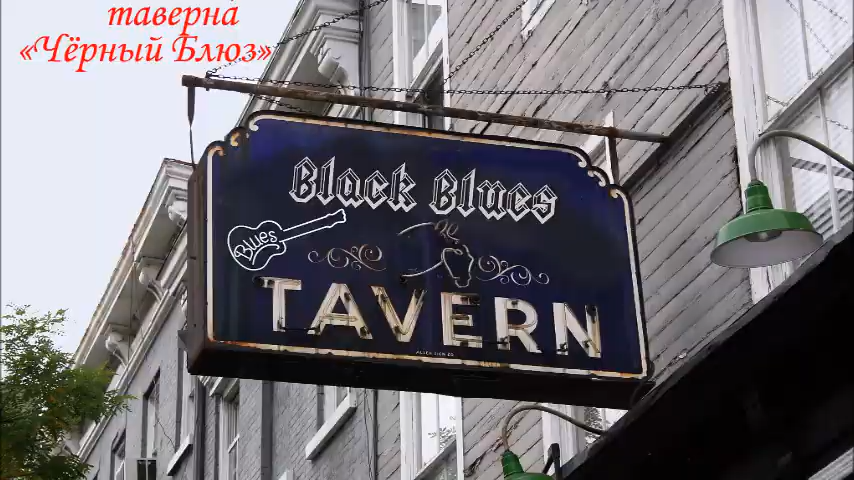 таверна
«Чёрный Блюз»
Black Blues
Blues
TAVERN